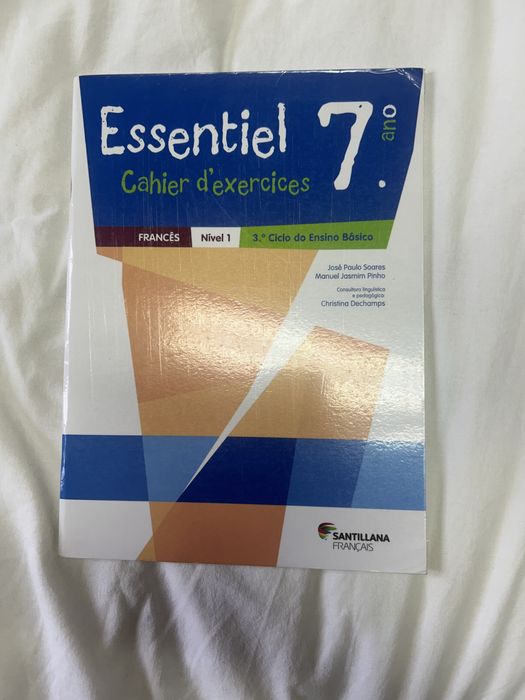 Essentiel 7.º ano
Cahier d'exercices
FRANCÊS Nível 1 3.º Ciclo do Ensino Básico
José Paulo Soares
Manuel Jasmim Pinho
Consultora linguística
e pedagógica:
Christina Dechamps
SANTILLANA
FRANÇAIS